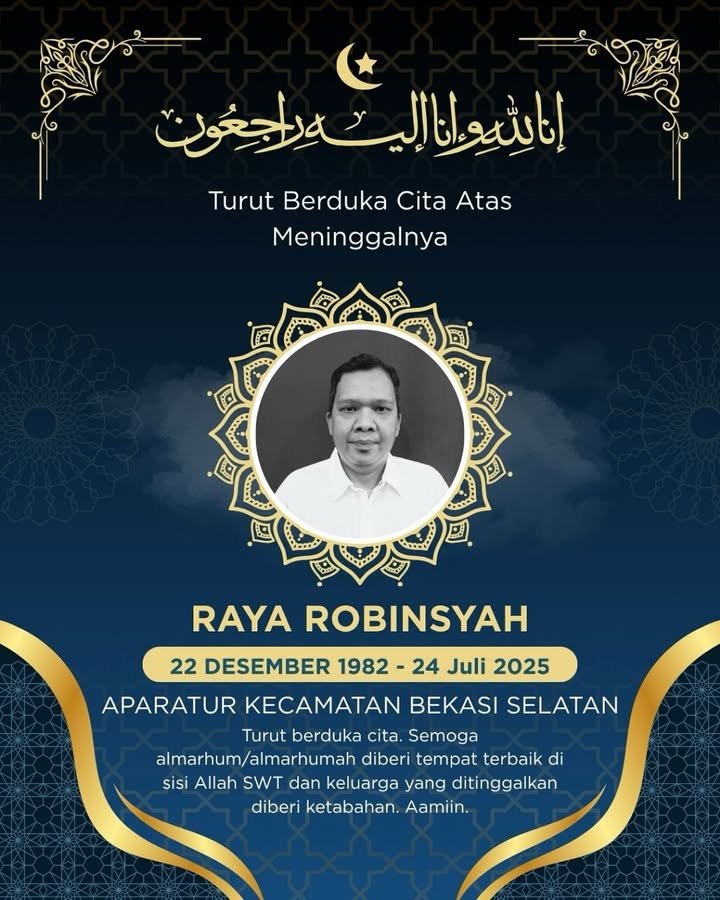 إنا لله وإنا إليه راجعون
Turut Berduka Cita Atas
Meninggalnya
RAYA ROBINSYAH
22 DESEMBER 1982 - 24 Juli 2025
APARATUR KECAMATAN BEKASI SELATAN
Turut berduka cita. Semoga
almarhum/almarhumah diberi tempat terbaik di
sisi Allah SWT dan keluarga yang ditinggalkan
diberi ketabahan. Aamiin.